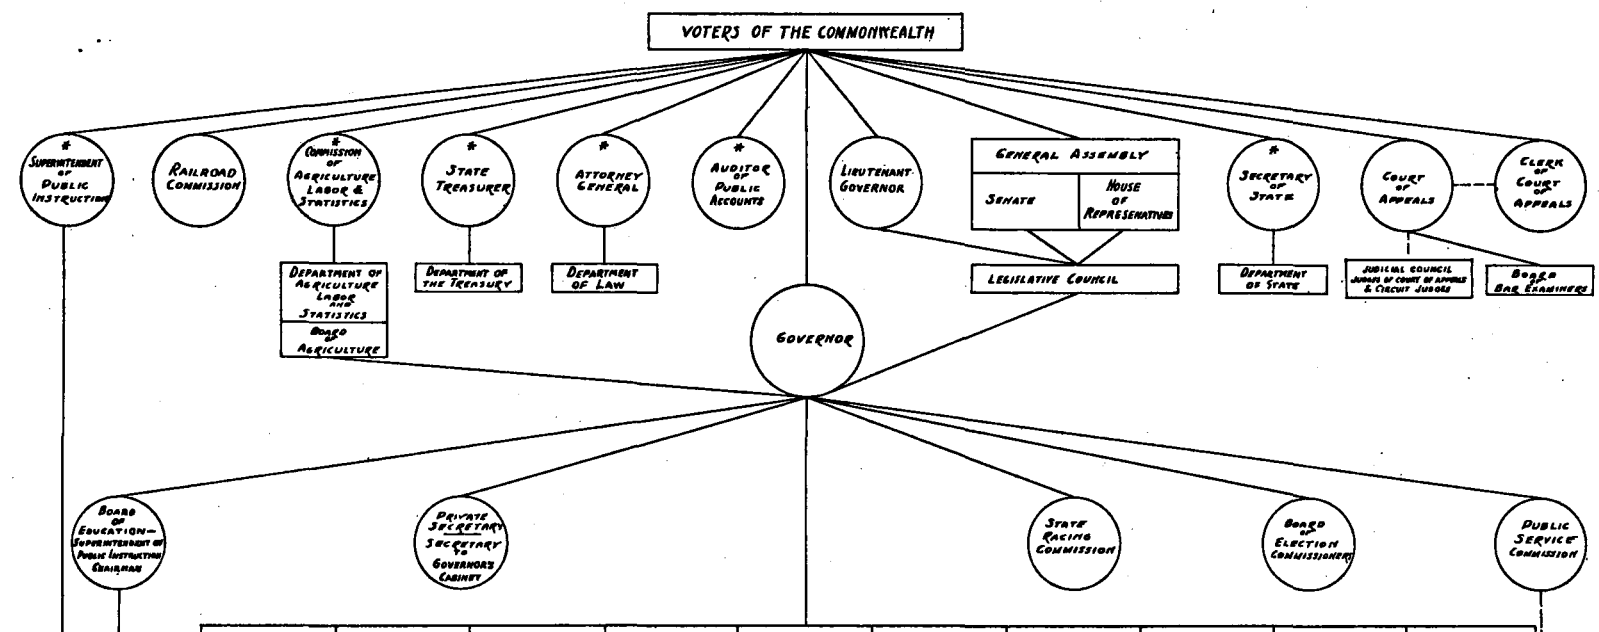 VOTERS OF THE COMMONWEALTH
*
SUPERINTENDENT
OF
PUBLIC
INSTRUCTION
RAILROAD
COMMISSION
*
COMMISSION
OF
AGRICULTURE
LABOR &
STATISTICS
*
STATE
TREASURER
*
ATTORNEY
GENERAL
*
AUDITOR
OF
PUBLIC
ACCOUNTS
LIEUTENANT
GOVERNOR
GENERAL ASSEMBLY
SENATE
HOUSE
OF
REPRESENATIVES
*
SECRETARY
OF
STATE
COURT
OF
APPEALS
CLERK
OF
COURT
OF
APPEALS
DEPARTMENT OF
AGRICULTURE
LABOR
AND
STATISTICS
BOARD
OF
AGRICULTURE
DEPARTMENT OF
THE TREASURY
DEPARTMENT
OF LAW
LEGISLATIVE COUNCIL
DEPARTMENT
OF STATE
JUDICIAL COUNCIL
JUDGES OF COURT OF APPEALS
& CIRCUIT JUDGES
BOARD
OF
BAR EXAMINERS
GOVERNOR
BOARD
OF
EDUCATION-
SUPERINTENDENT OF
PUBLIC INSTRUCTION
CHAIRMAN
PRIVATE
SECRETARY
SECRETARY
TO
GOVERNOR'S
CABINET
STATE
RACING
COMMISSION
BOARD
OF
ELECTION
COMMISSIONERS
PUBLIC
SERVICE
COMMISSION